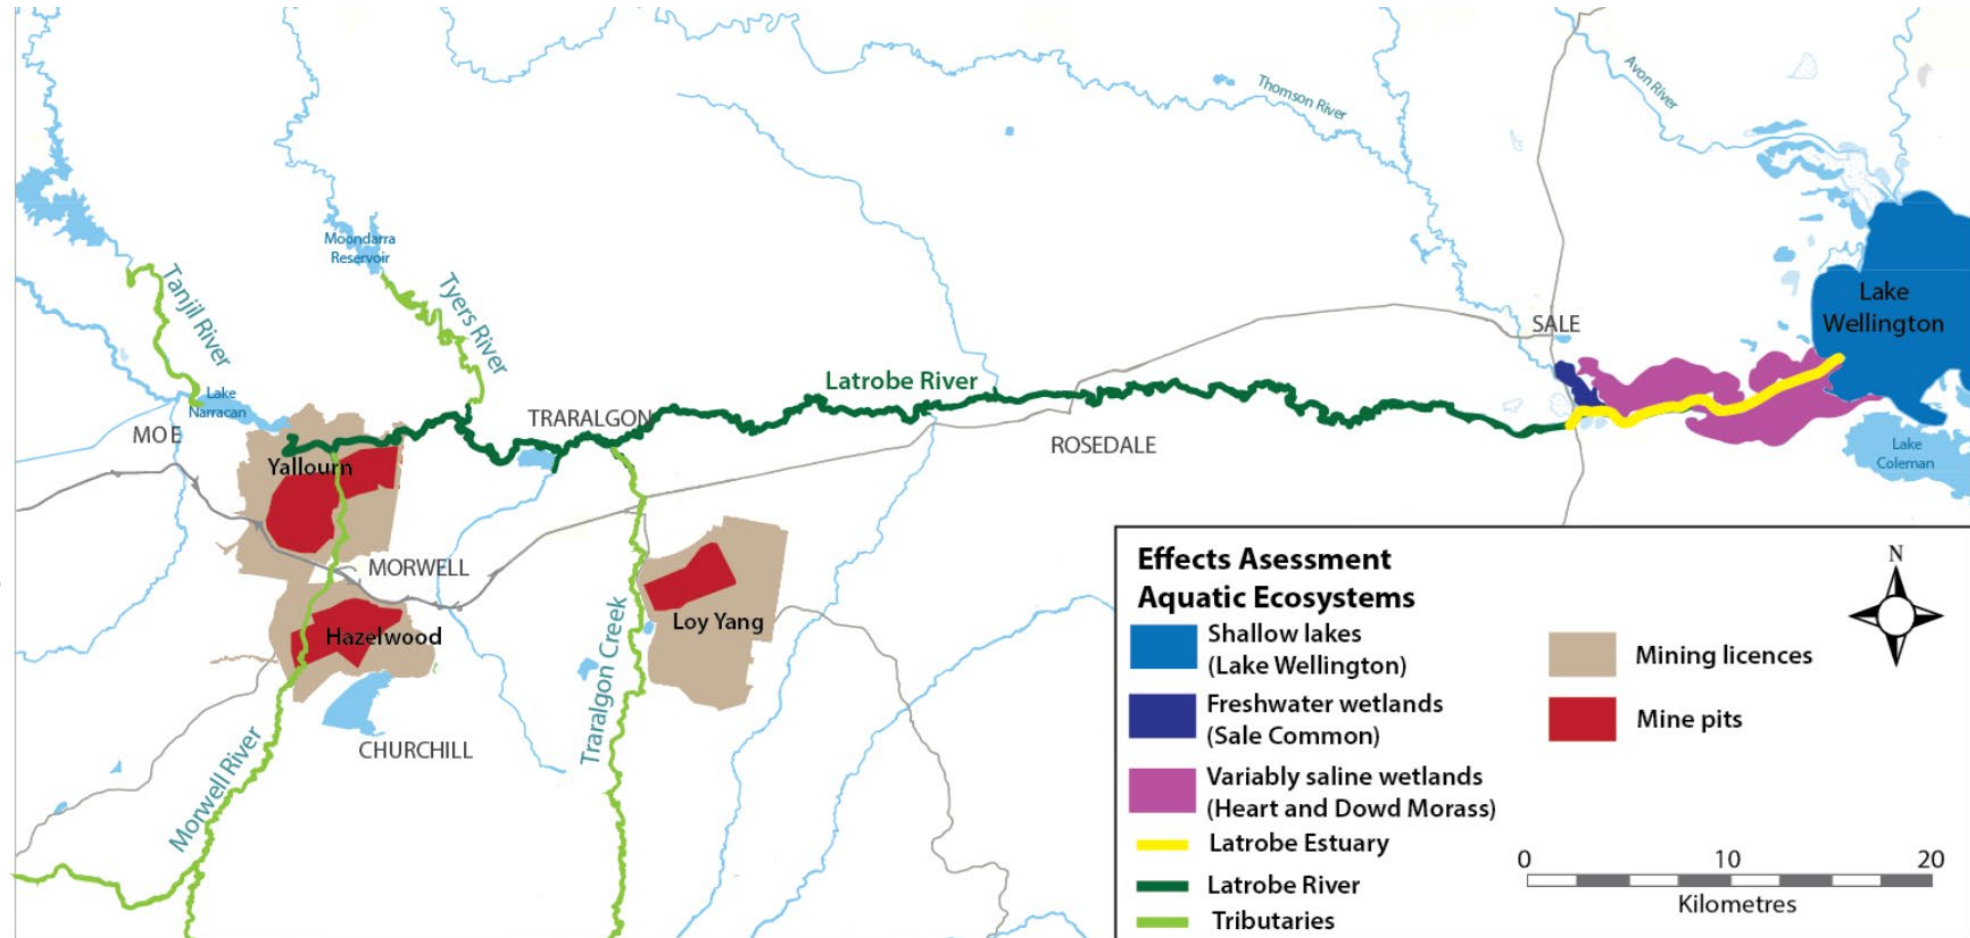 Thomson River
Avon River
Moondarra
Reservoir
Tanjil River
Tyers River
Lake
Wellington
SALE
Lake
Narracan
Latrobe River
TRARALGON
MOE
ROSEDALE
Lake
Coleman
Yallourn
MORWELL
Hazelwood
Loy Yang
Traralgon Creek
CHURCHILL
Morwell River
Effects Asessment
Aquatic Ecosystems
Shallow lakes
(Lake Wellington)
Freshwater wetlands
(Sale Common)
Variably saline wetlands
(Heart and Dowd Morass)
Latrobe Estuary
Latrobe River
Tributaries
Mining licences
Mine pits
N
0 10 20
Kilometres